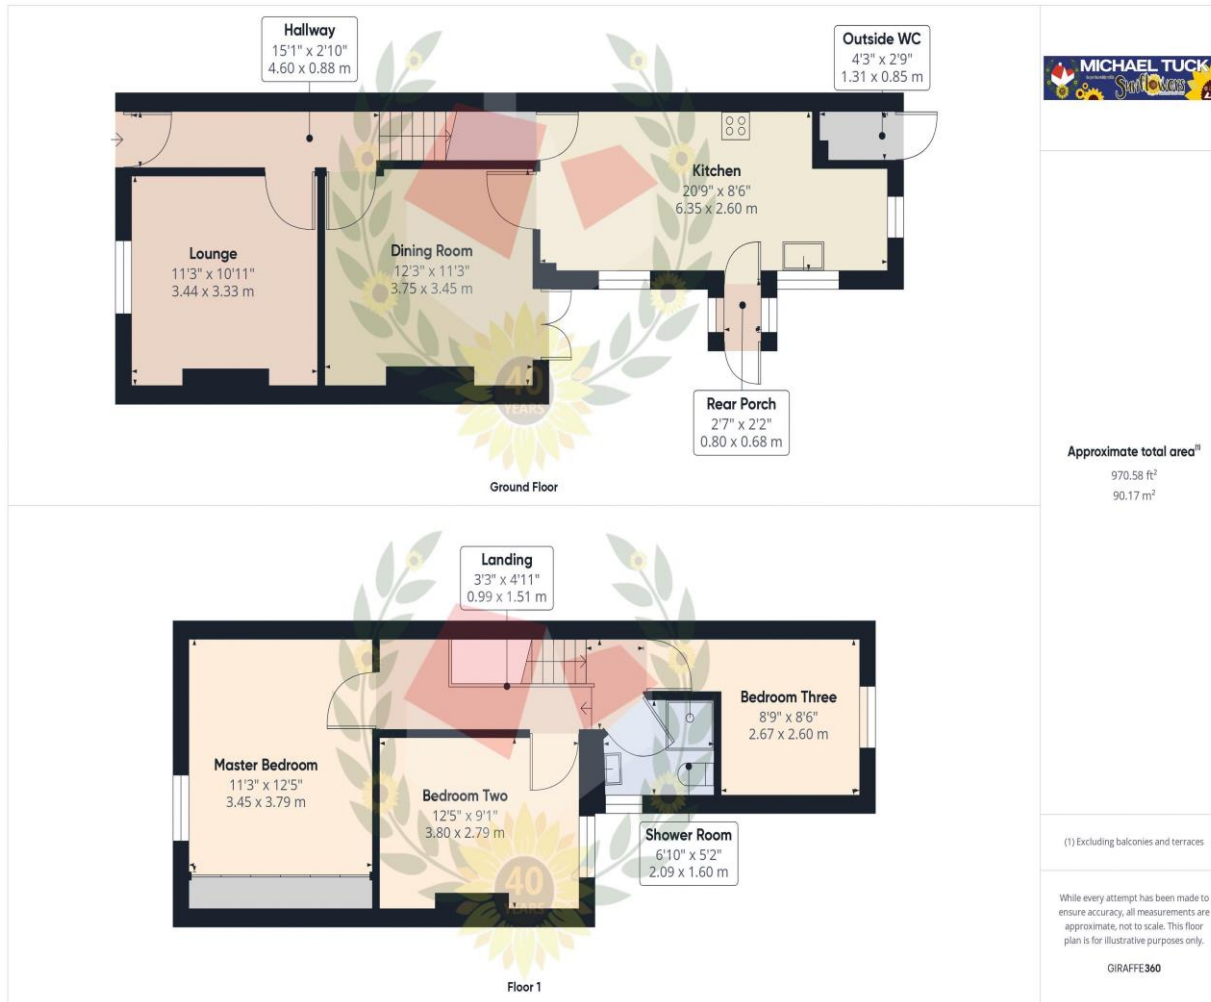 Hallway
15'1" x 2'10"
4.60 x 0.88 m
Outside WC
4'3" x 2'9"
1.31 x 0.85 m
Kitchen
20'9" x 8'6"
6.35 x 2.60 m
Lounge
11'3" x 10'11"
3.44 x 3.33 m
Dining Room
12'3" x 11'3"
3.75 x 3.45 m
Rear Porch
2'7" x 2'2"
0.80 x 0.68 m
40
YEARS
Ground Floor
Landing
3'3" x 4'11"
0.99 x 1.51 m
Bedroom Three
8'9" x 8'6"
2.67 x 2.60 m
Master Bedroom
11'3" x 12'5"
3.45 x 3.79 m
Bedroom Two
12'5" x 9'1"
3.80 x 2.79 m
Shower Room
6'10" x 5'2"
2.09 x 1.60 m
40
YEARS
Floor 1
MICHAEL TUCK
Sunflowers
Approximate total area(1)
970.58 ft²
90.17 m²
(1) Excluding balconies and terraces
While every attempt has been made to
ensure accuracy, all measurements are
approximate, not to scale. This floor
plan is for illustrative purposes only.
GIRAFFE360